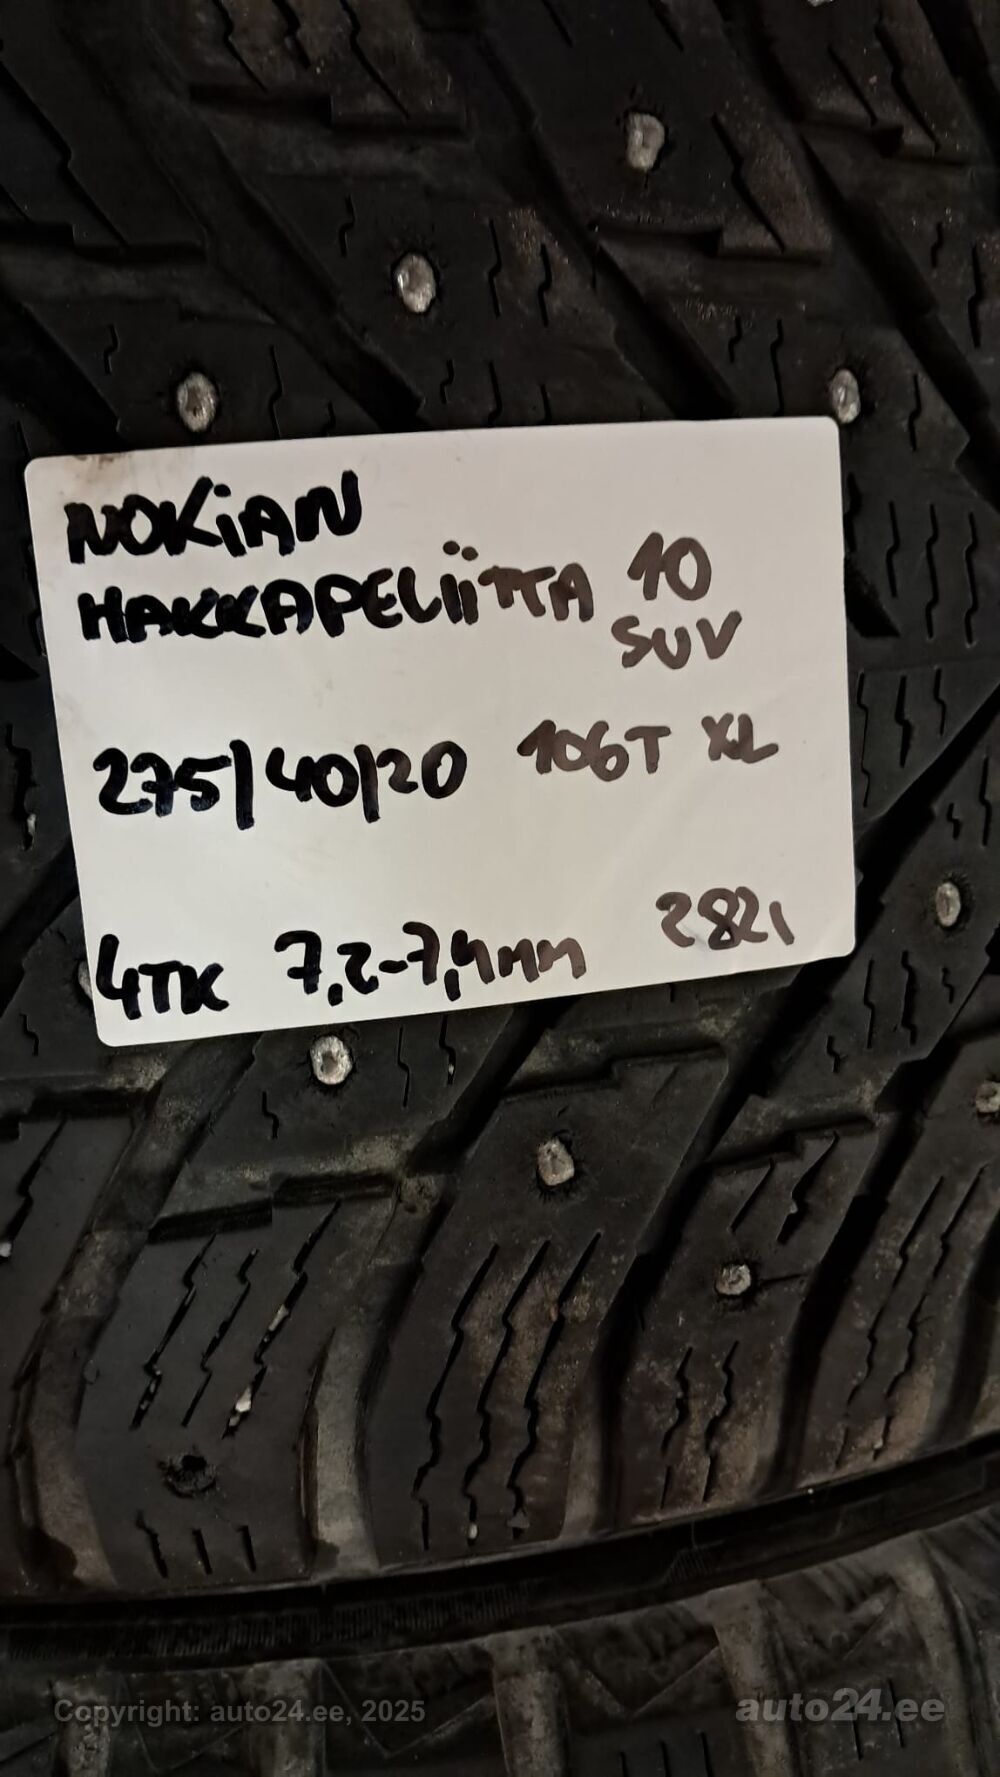 NOKiAN
HAKKAPELiiTTA 10
SUV
275/40/20 106T XL
4TK 7,2-7,4mm 2821
Copyright: auto24.ee, 2025
auto24.ee